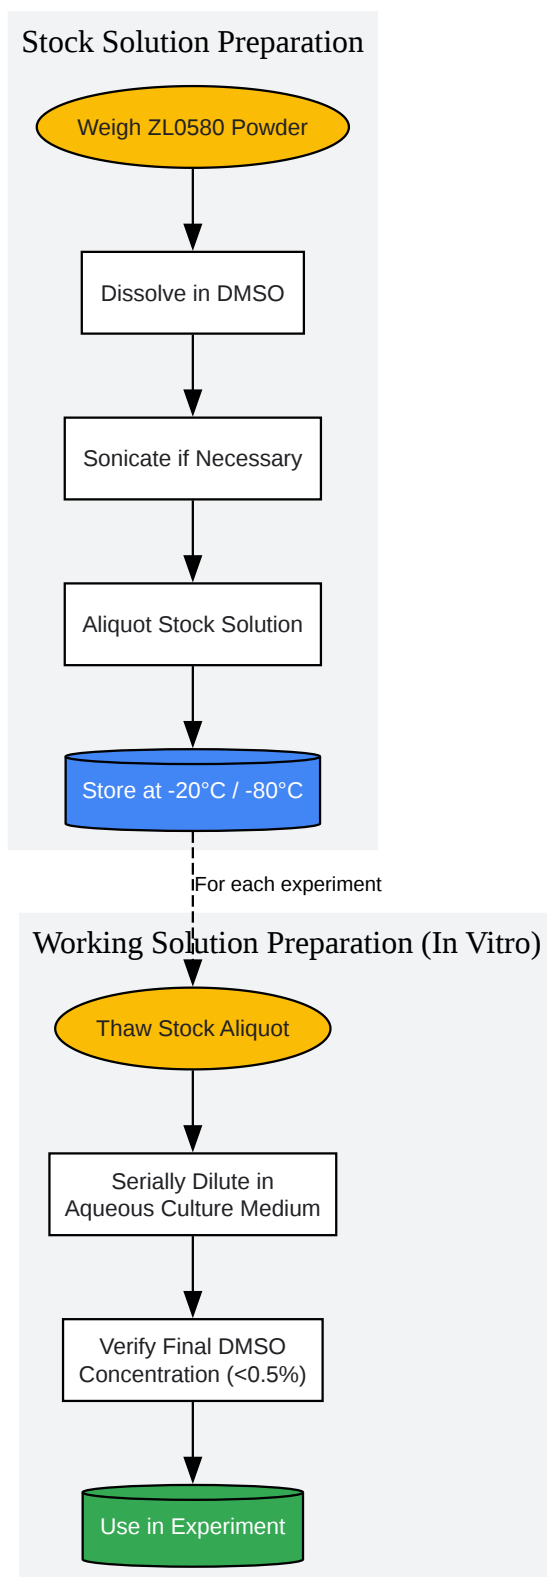 Stock Solution Preparation
Weigh ZL0580 Powder
Dissolve in DMSO
Sonicate if Necessary
Aliquot Stock Solution
Store at -20°C / -80°C
For each experiment
Working Solution Preparation (In Vitro)
Thaw Stock Aliquot
Serially Dilute in
Aqueous Culture Medium
Verify Final DMSO
Concentration (<0.5%)
Use in Experiment